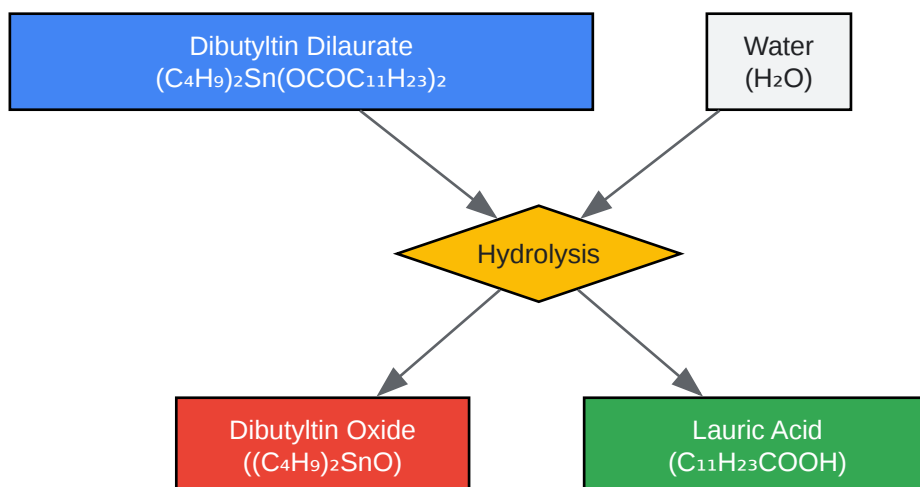 Dibutyltin Dilaurate
(C₄H₉)₂Sn(OCOC₁₁H₂₃)₂
Water
(H₂O)
Hydrolysis
Dibutyltin Oxide
((C₄H₉)₂SnO)
Lauric Acid
(C₁₁H₂₃COOH)